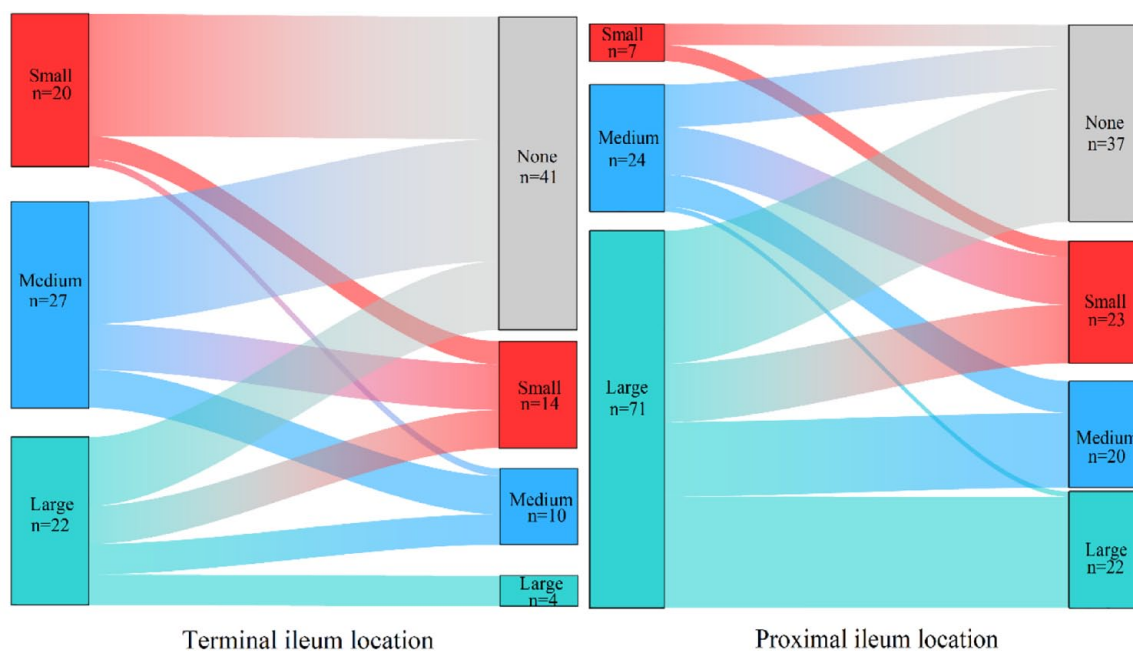 Small
n=20
Medium
n=27
Large
n=22
None
n=41
Small
n=14
Medium
n=10
Large
n=4
Terminal ileum location
Small
n=7
Medium
n=24
Large
n=71
None
n=37
Small
n=23
Medium
n=20
Large
n=22
Proximal ileum location